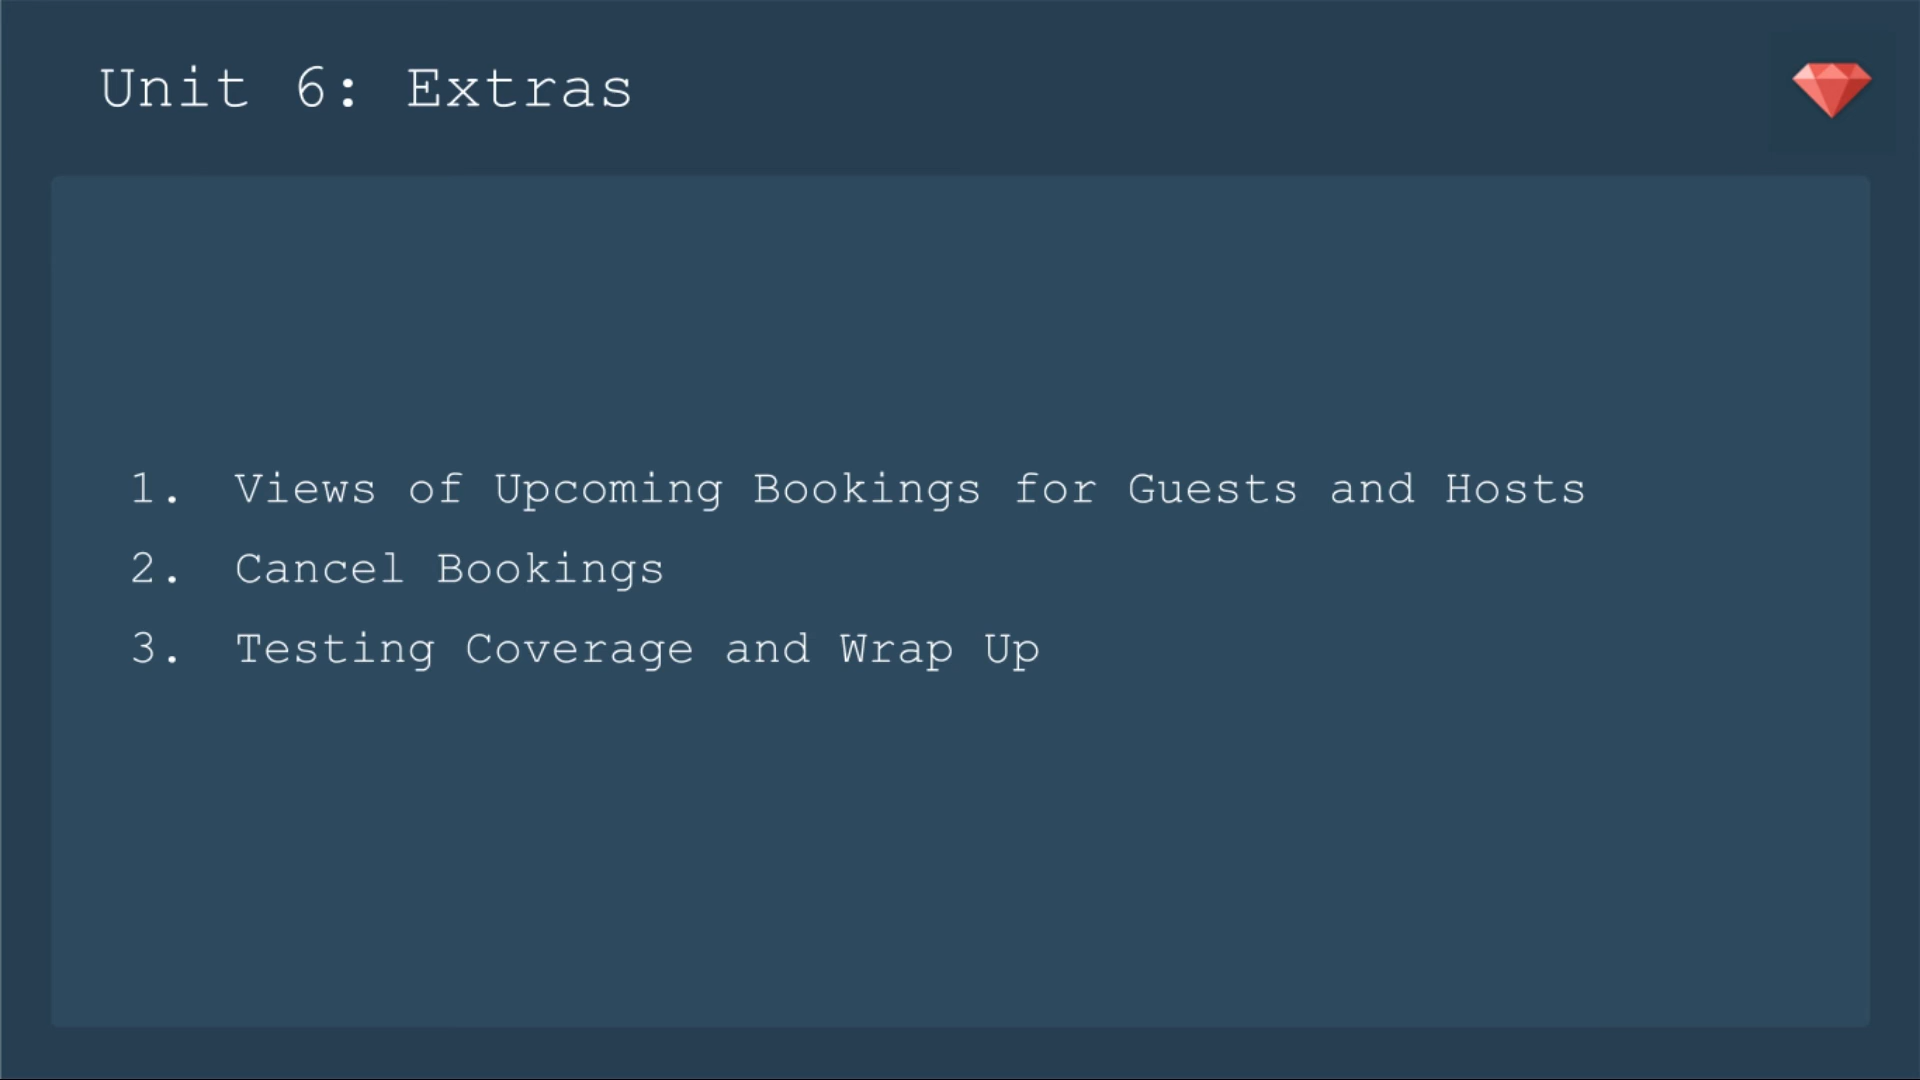 Unit 6: Extras
1. Views of Upcoming Bookings for Guests and Hosts
2. Cancel Bookings
3. Testing Coverage and Wrap Up